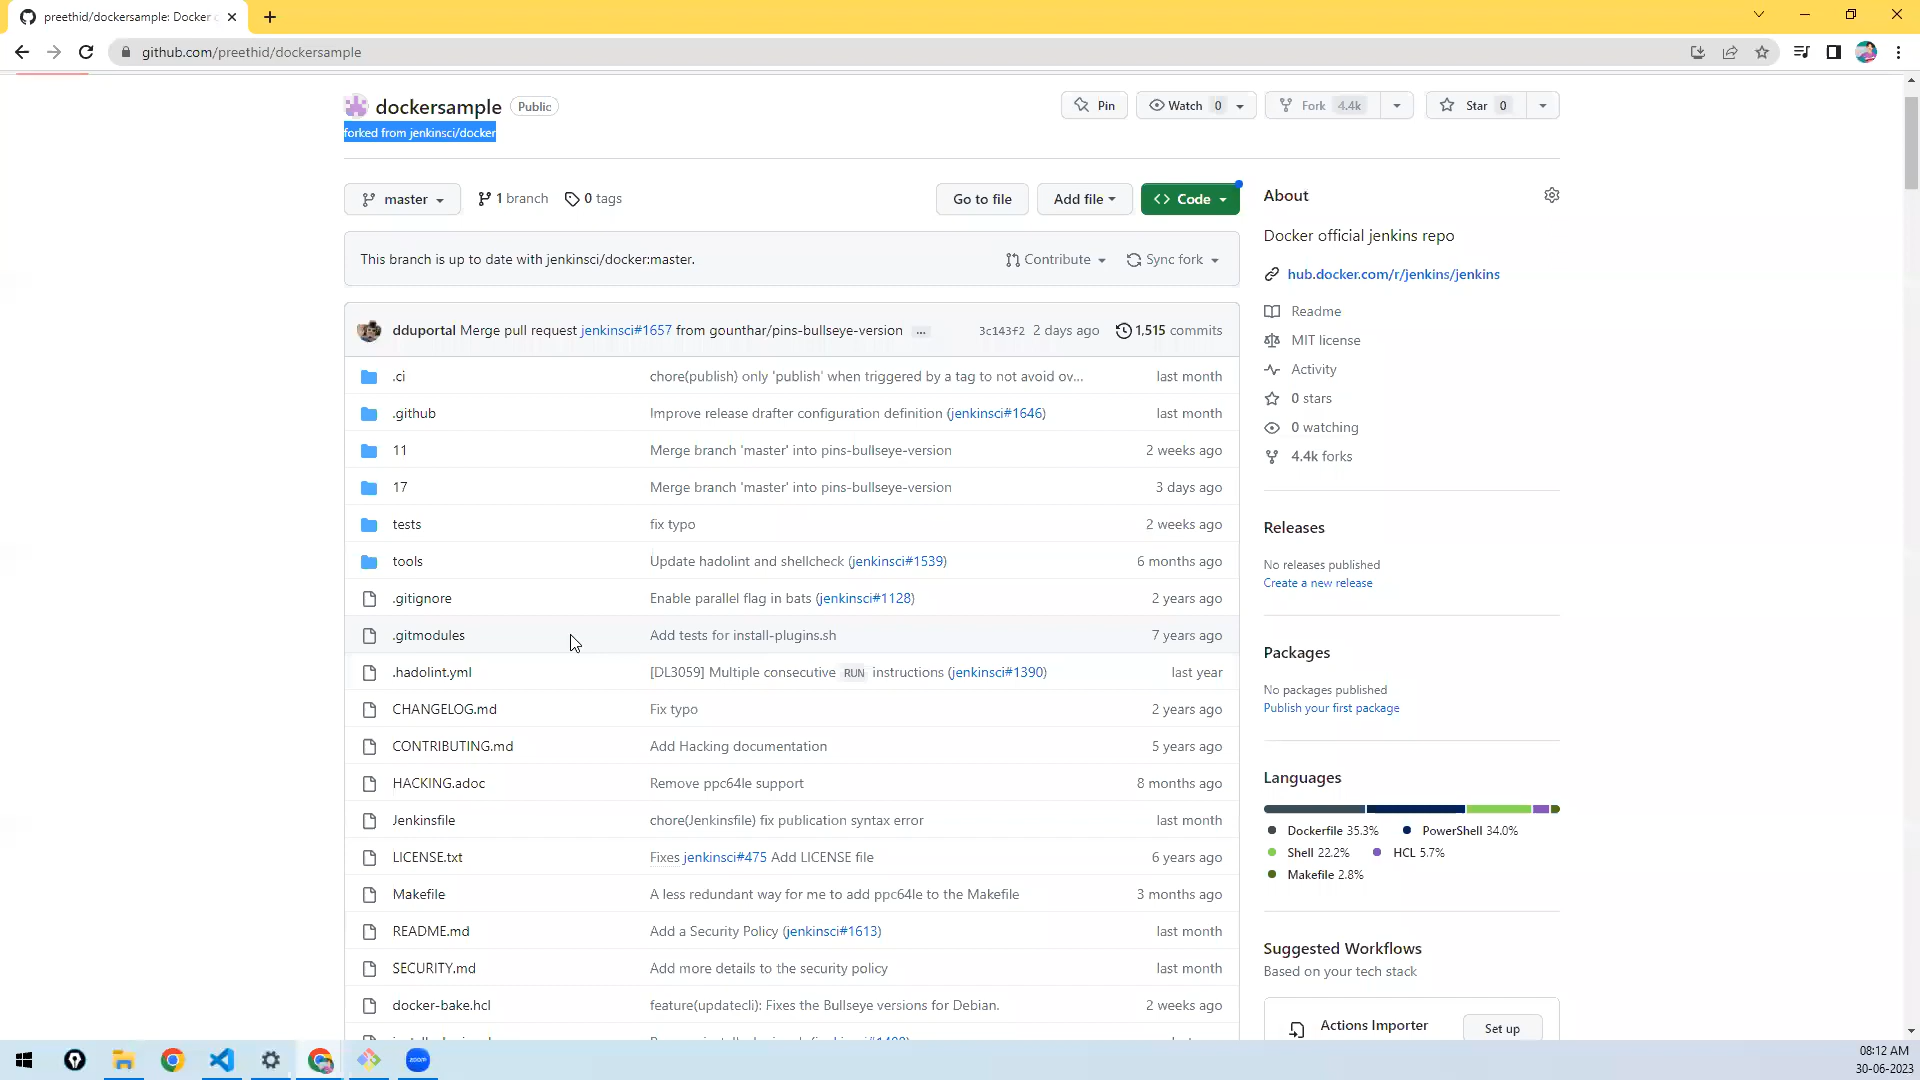 preethid/dockersample: Docker
github.com/preethid/dockersample
dockersample Public
Pin
Watch 0
Fork 4.4k
Star 0
forked from jenkinsci/docker
master
1 branch
0 tags
Go to file
Add file
<> Code
About
Docker official jenkins repo
hub.docker.com/r/jenkins/jenkins
Readme
MIT license
Activity
0 stars
0 watching
4.4k forks
This branch is up to date with jenkinsci/docker:master.
Contribute
Sync fork
dduportal Merge pull request jenkinsci#1657 from gounthar/pins-bullseye-version ... 3c143f2 2 days ago 1,515 commits
.ci chore(publish) only 'publish' when triggered by a tag to not avoid ov... last month
.github Improve release drafter configuration definition (jenkinsci#1646) last month
11 Merge branch 'master' into pins-bullseye-version 2 weeks ago
17 Merge branch 'master' into pins-bullseye-version 3 days ago
tests fix typo 2 weeks ago
tools Update hadolint and shellcheck (jenkinsci#1539) 6 months ago
.gitignore Enable parallel flag in bats (jenkinsci#1128) 2 years ago
.gitmodules Add tests for install-plugins.sh 7 years ago
.hadolint.yml [DL3059] Multiple consecutive RUN instructions (jenkinsci#1390) last year
CHANGELOG.md Fix typo 2 years ago
CONTRIBUTING.md Add Hacking documentation 5 years ago
HACKING.adoc Remove ppc64le support 8 months ago
Jenkinsfile chore(Jenkinsfile) fix publication syntax error last month
LICENSE.txt Fixes jenkinsci#475 Add LICENSE file 6 years ago
Makefile A less redundant way for me to add ppc64le to the Makefile 3 months ago
README.md Add a Security Policy (jenkinsci#1613) last month
SECURITY.md Add more details to the security policy last month
docker-bake.hcl feature(updatecli): Fixes the Bullseye versions for Debian. 2 weeks ago
Releases
No releases published
Create a new release
Packages
No packages published
Publish your first package
Languages
Dockerfile 35.3% PowerShell 34.0%
Shell 22.2% HCL 5.7%
Makefile 2.8%
Suggested Workflows
Based on your tech stack
Actions Importer
Set up
zoom
08:12 AM
30-06-2023